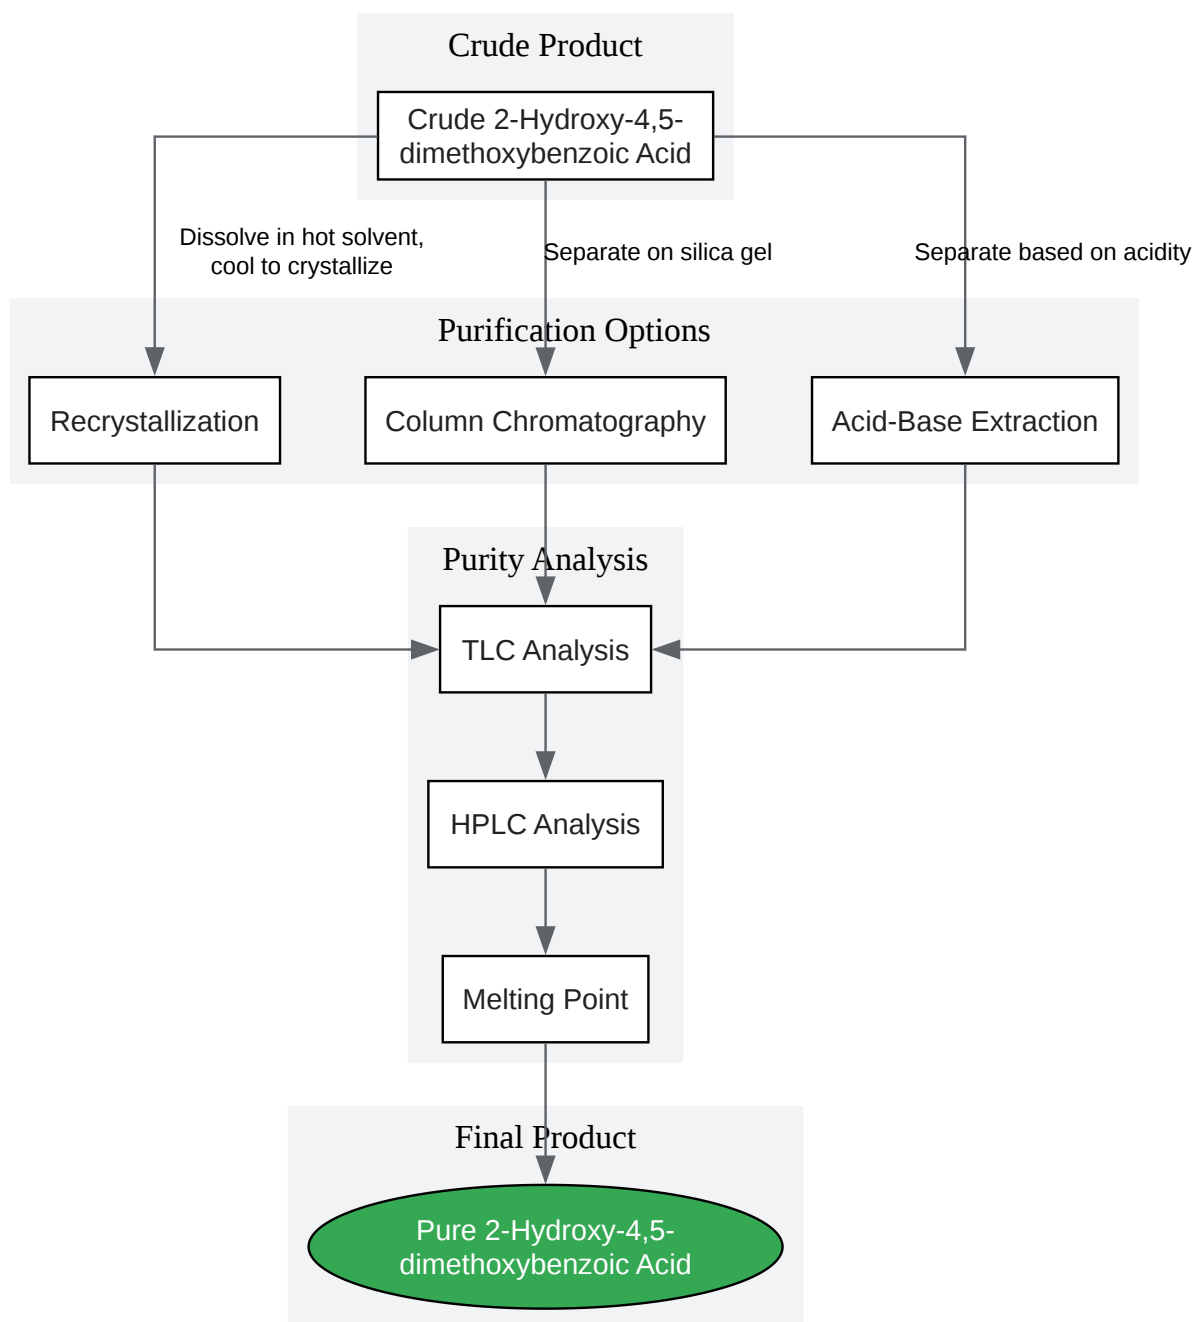 Crude Product
Crude 2-Hydroxy-4,5-
dimethoxybenzoic Acid
Dissolve in hot solvent,
cool to crystallize
Separate on silica gel
Separate based on acidity
Purification Options
Recrystallization
Column Chromatography
Acid-Base Extraction
Purity Analysis
TLC Analysis
HPLC Analysis
Melting Point
Final Product
Pure 2-Hydroxy-4,5-
dimethoxybenzoic Acid